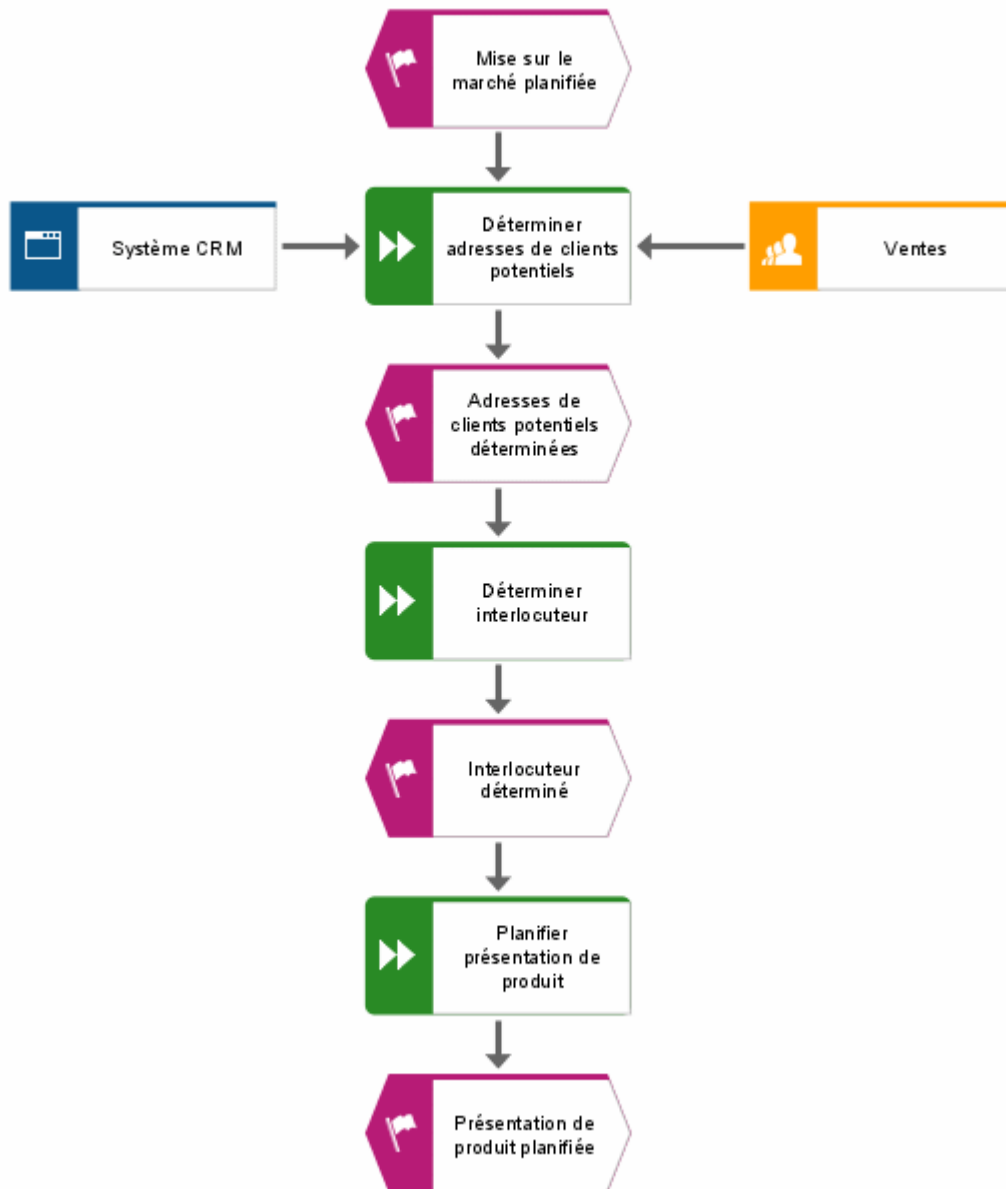 Mise sur le
marché planifiée
Système CRM
Déterminer
adresses de clients
potentiels
Ventes
Adresses de
clients potentiels
déterminées
Déterminer
interlocuteur
Interlocuteur
déterminé
Planifier
présentation de
produit
Présentation de
produit planifiée